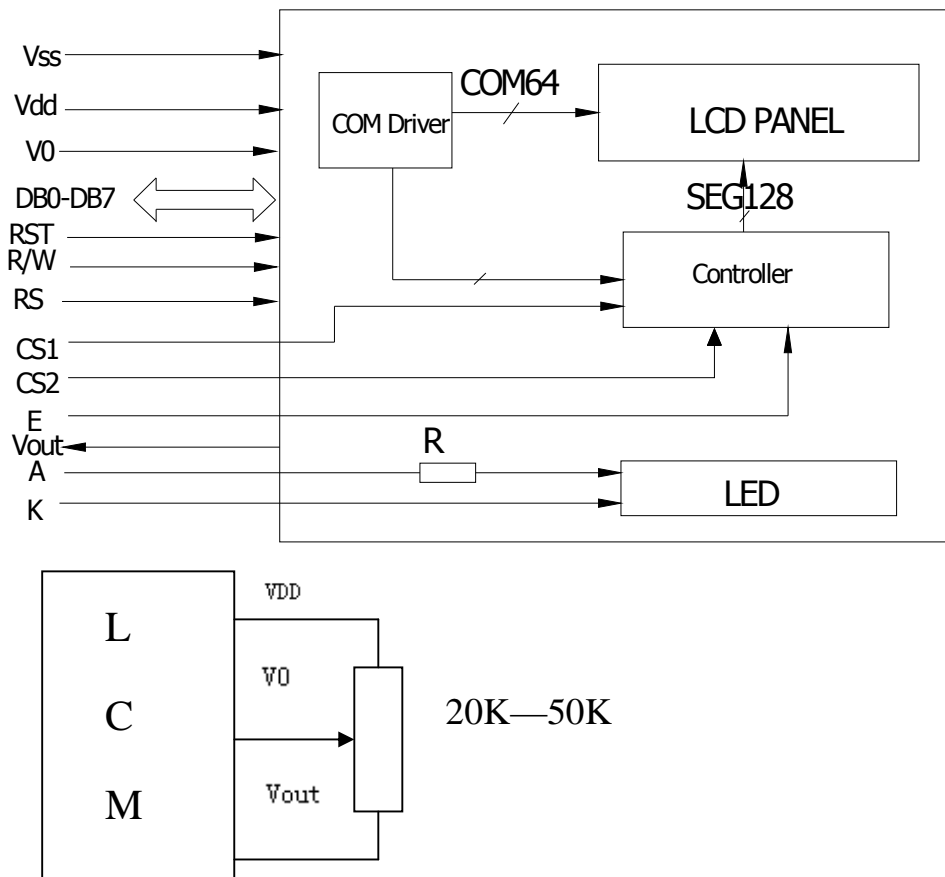 Vss
Vdd
V0
DB0-DB7
RST
R/W
RS
CS1
CS2
E
Vout
A
K
COM Driver
COM64
LCD PANEL
SEG128
Controller
R
LED
L
C
M
VDD
V0
Vout
20K—50K